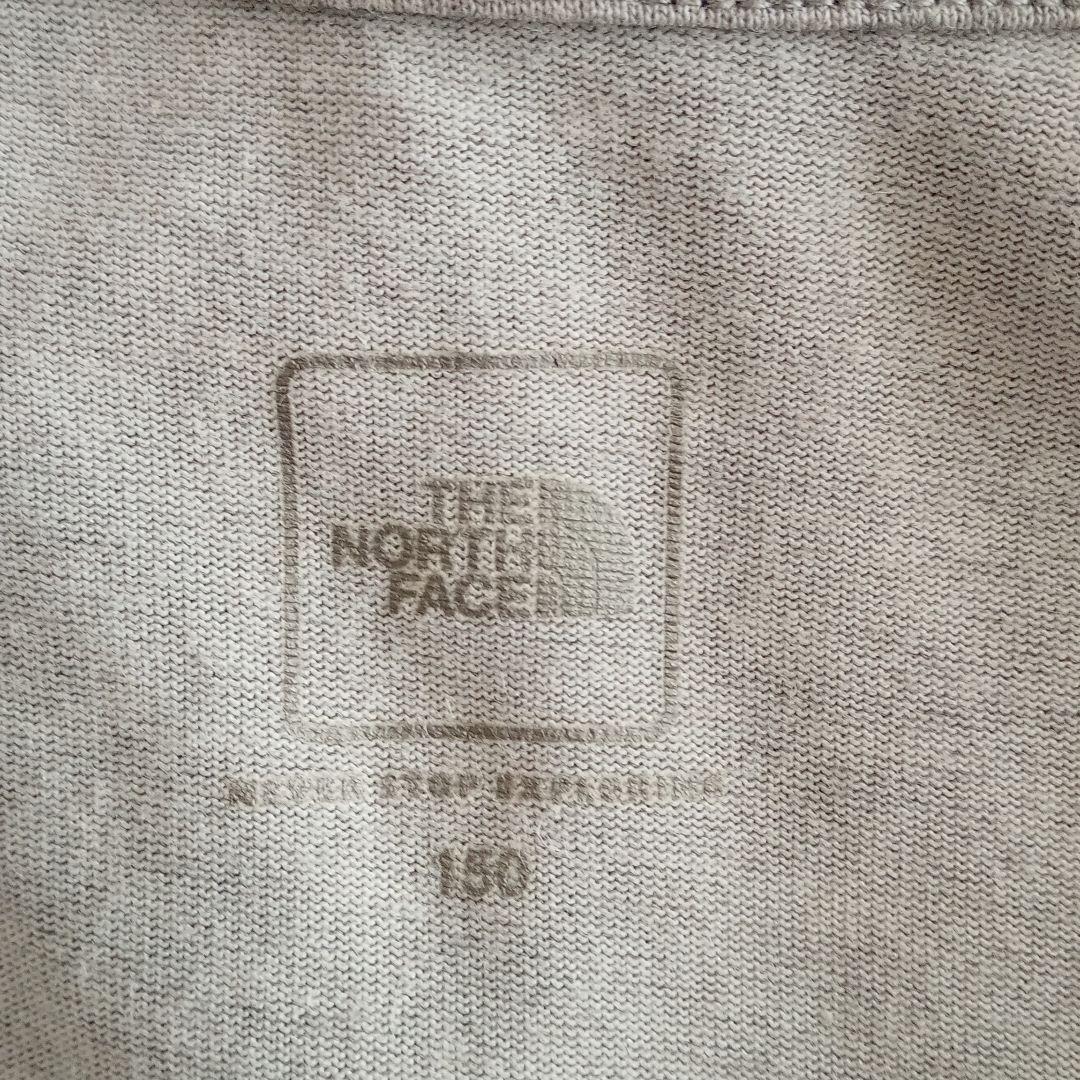 THE
NORTH
FACE
NEVER STOP EXPLORING
150